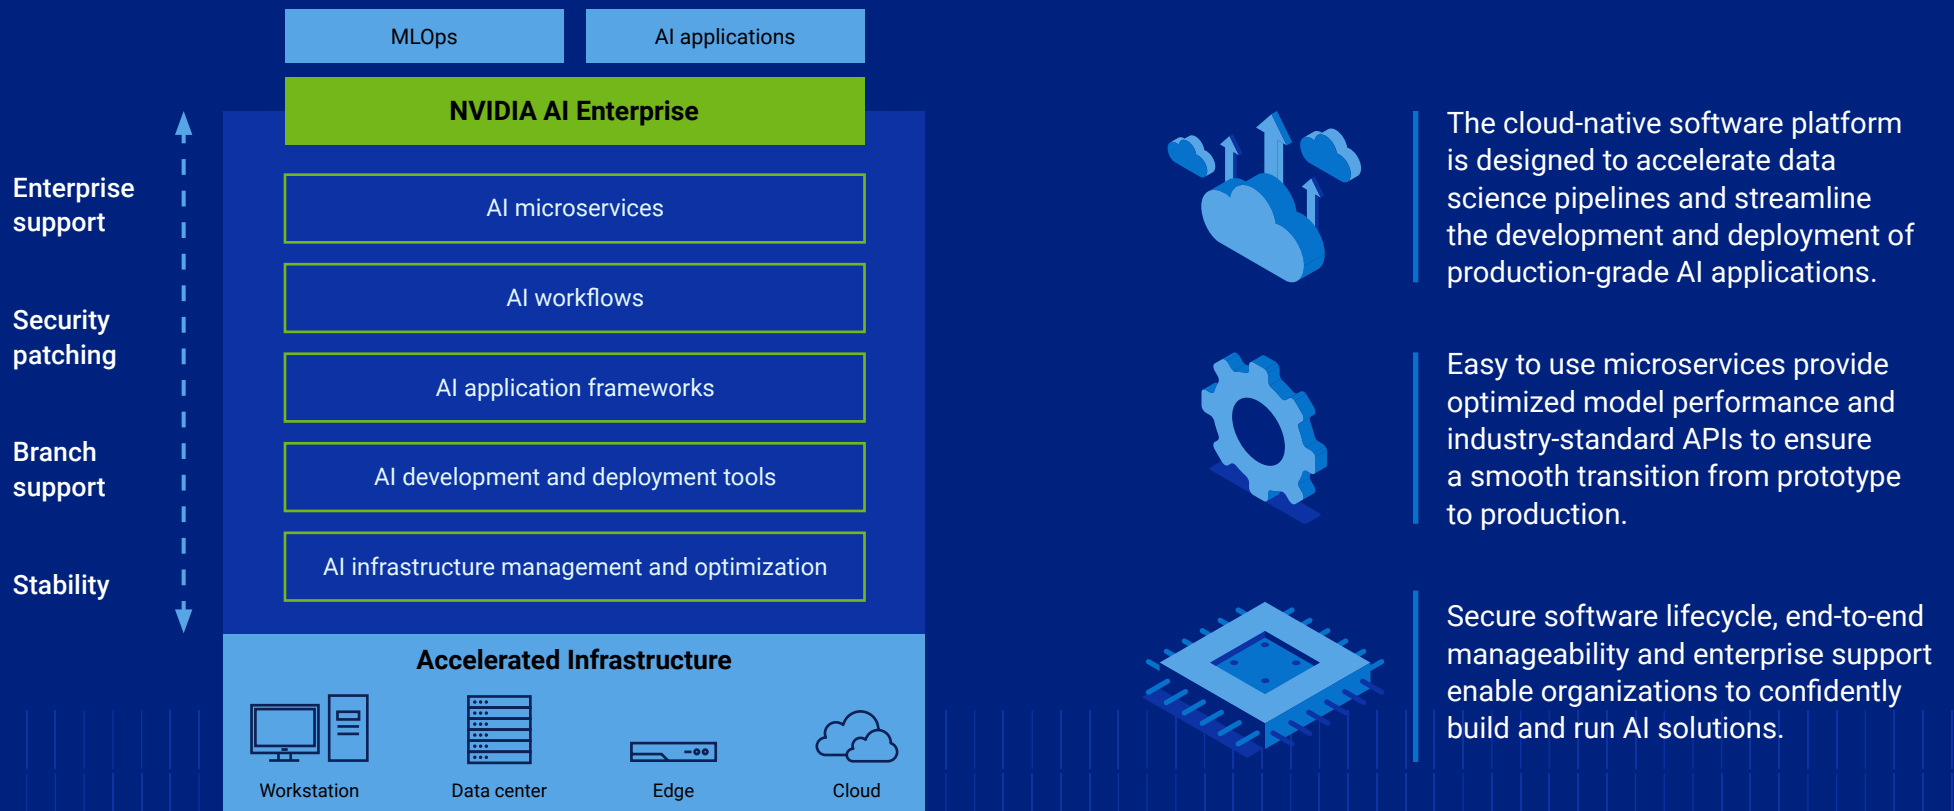 MLOps
AI applications
NVIDIA AI Enterprise
Enterprise
support
Security
patching
Branch
support
Stability
AI microservices
AI workflows
AI application frameworks
AI development and deployment tools
AI infrastructure management and optimization
Accelerated Infrastructure
Workstation
Data center
Edge
Cloud
The cloud-native software platform
is designed to accelerate data
science pipelines and streamline
the development and deployment of
production-grade AI applications.
Easy to use microservices provide
optimized model performance and
industry-standard APIs to ensure
a smooth transition from prototype
to production.
Secure software lifecycle, end-to-end
manageability and enterprise support
enable organizations to confidently
build and run AI solutions.